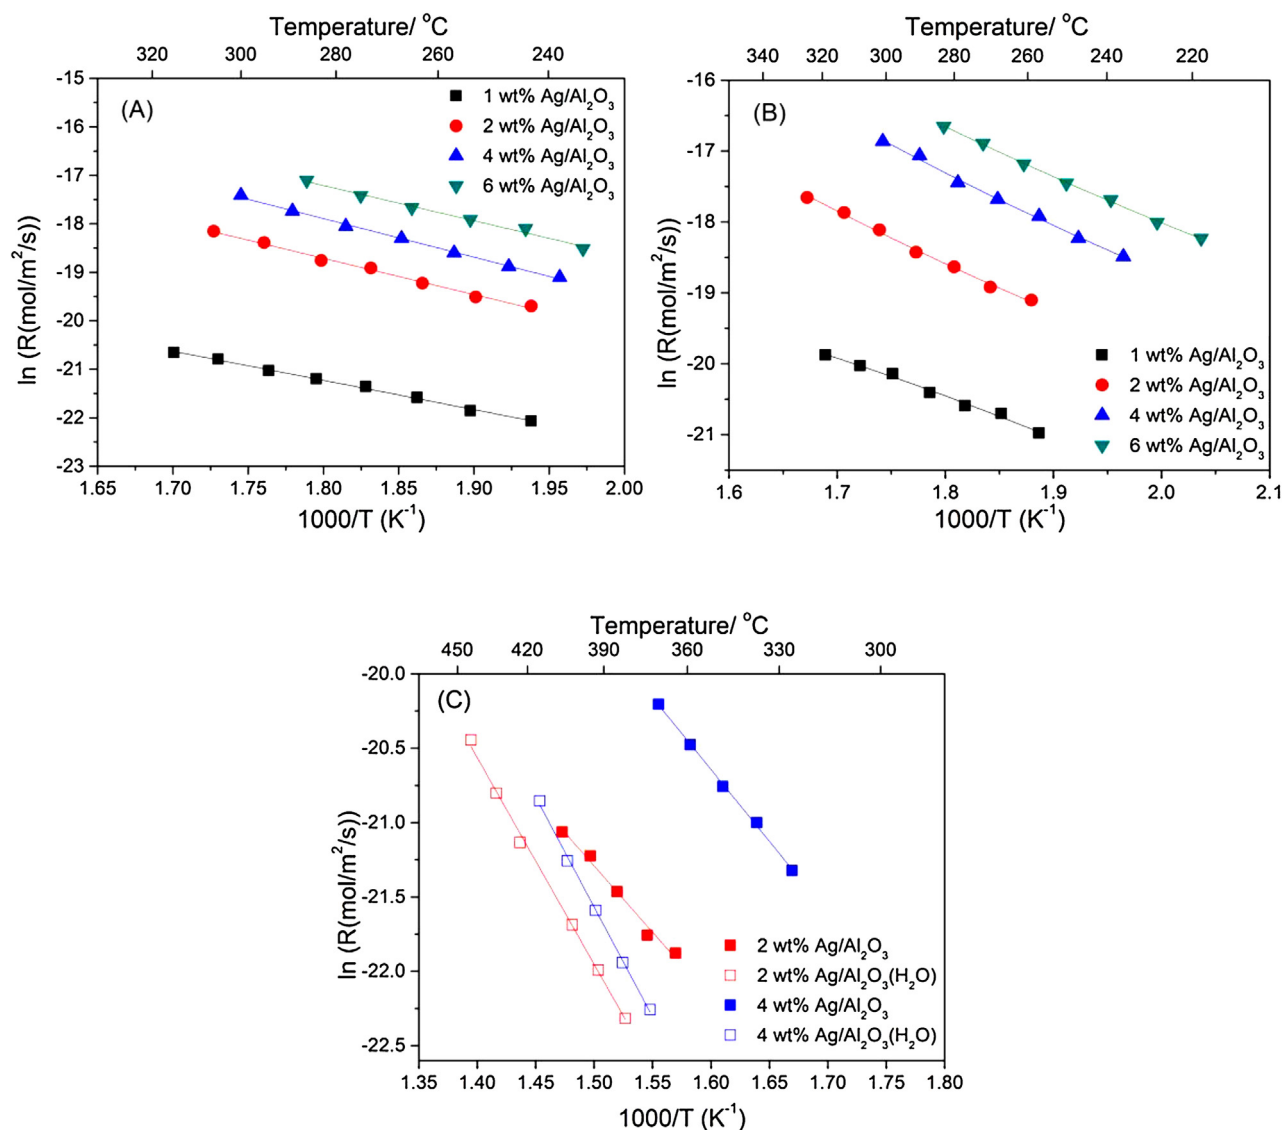 Temperature/ °C
320 300 280 260 240
(A)
1 wt% Ag/Al₂O₃
2 wt% Ag/Al₂O₃
4 wt% Ag/Al₂O₃
6 wt% Ag/Al₂O₃
-15
-16
-17
-18
-19
-20
-21
-22
-23
ln (R(mol/m²/s))
1.65 1.70 1.75 1.80 1.85 1.90 1.95 2.00
1000/T (K⁻¹)
Temperature/ °C
340 320 300 280 260 240 220
(B)
-16
-17
-18
-19
-20
-21
ln (R(mol/m²/s))
1 wt% Ag/Al₂O₃
2 wt% Ag/Al₂O₃
4 wt% Ag/Al₂O₃
6 wt% Ag/Al₂O₃
1.6 1.7 1.8 1.9 2.0 2.1
1000/T (K⁻¹)
Temperature/ °C
450 420 390 360 330 300
(C)
-20.0
-20.5
-21.0
-21.5
-22.0
-22.5
ln (R(mol/m²/s))
2 wt% Ag/Al₂O₃
2 wt% Ag/Al₂O₃(H₂O)
4 wt% Ag/Al₂O₃
4 wt% Ag/Al₂O₃(H₂O)
1.35 1.40 1.45 1.50 1.55 1.60 1.65 1.70 1.75 1.80
1000/T (K⁻¹)